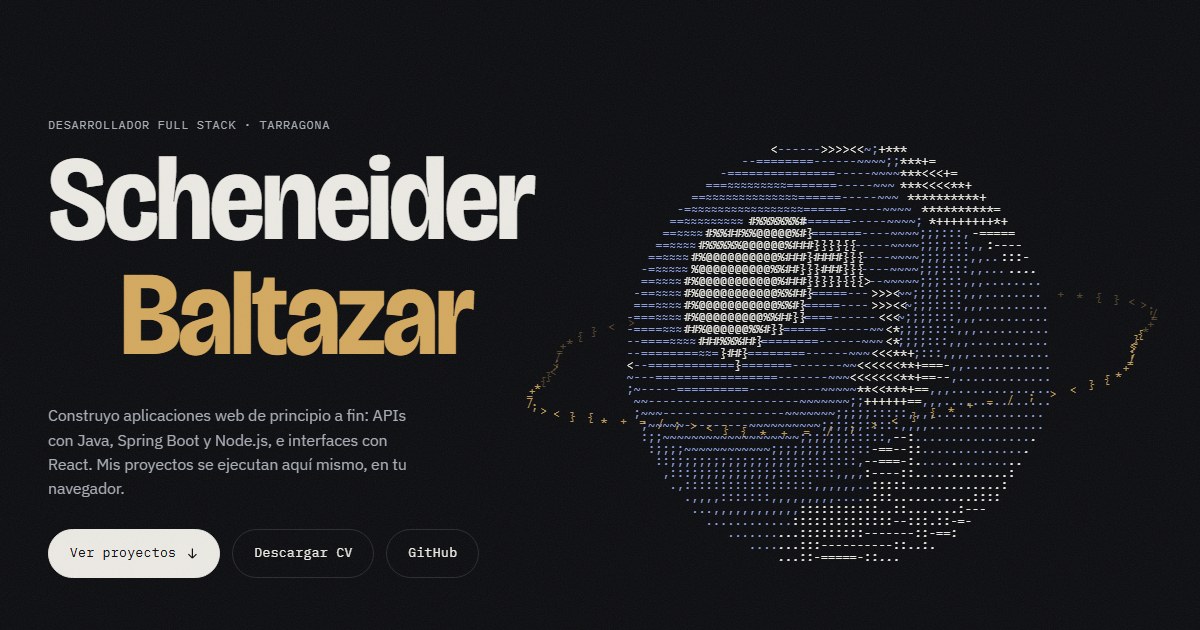 DESARROLLADOR FULL STACK · TARRAGONA
Scheneider
Baltazar
Construyo aplicaciones web de principio a fin: APIs
con Java, Spring Boot y Node.js, e interfaces con
React. Mis proyectos se ejecutan aquí mismo, en tu
navegador.
Ver proyectos ↓
Descargar CV
GitHub